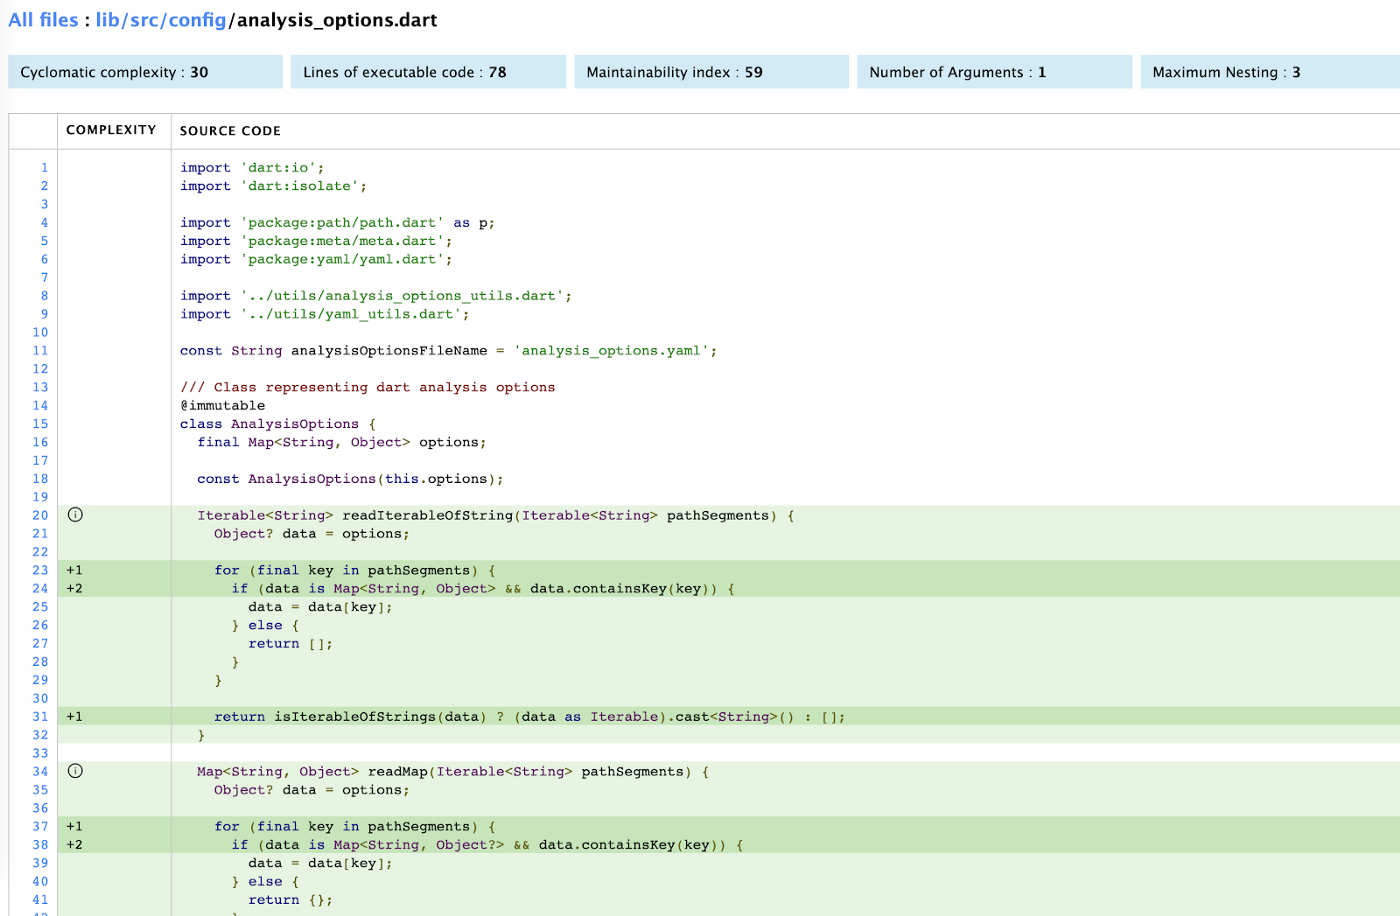 All files : lib/src/config/analysis_options.dart
Cyclomatic complexity : 30 Lines of executable code : 78 Maintainability index : 59 Number of Arguments : 1 Maximum Nesting : 3
COMPLEXITY SOURCE CODE
1 import 'dart:io';
2 import 'dart:isolate';
3
4 import 'package:path/path.dart' as p;
5 import 'package:meta/meta.dart';
6 import 'package:yaml/yaml.dart';
7
8 import '../utils/analysis_options_utils.dart';
9 import '../utils/yaml_utils.dart';
10
11 const String analysisOptionsFileName = 'analysis_options.yaml';
12
13 /// Class representing dart analysis options
14 @immutable
15 class AnalysisOptions {
16 final Map<String, Object> options;
17
18 const AnalysisOptions(this.options);
19
20 Iterable<String> readIterableOfString(Iterable<String> pathSegments) {
21 Object? data = options;
22
23 +1 for (final key in pathSegments) {
24 +2 if (data is Map<String, Object> && data.containsKey(key)) {
25 data = data[key];
26 } else {
27 return [];
28 }
29 }
30
31 +1 return isIterableOfStrings(data) ? (data as Iterable).cast<String>() : [];
32 }
33
34 Map<String, Object> readMap(Iterable<String> pathSegments) {
35 Object? data = options;
36
37 +1 for (final key in pathSegments) {
38 +2 if (data is Map<String, Object?> && data.containsKey(key)) {
39 data = data[key];
40 } else {
41 return {};